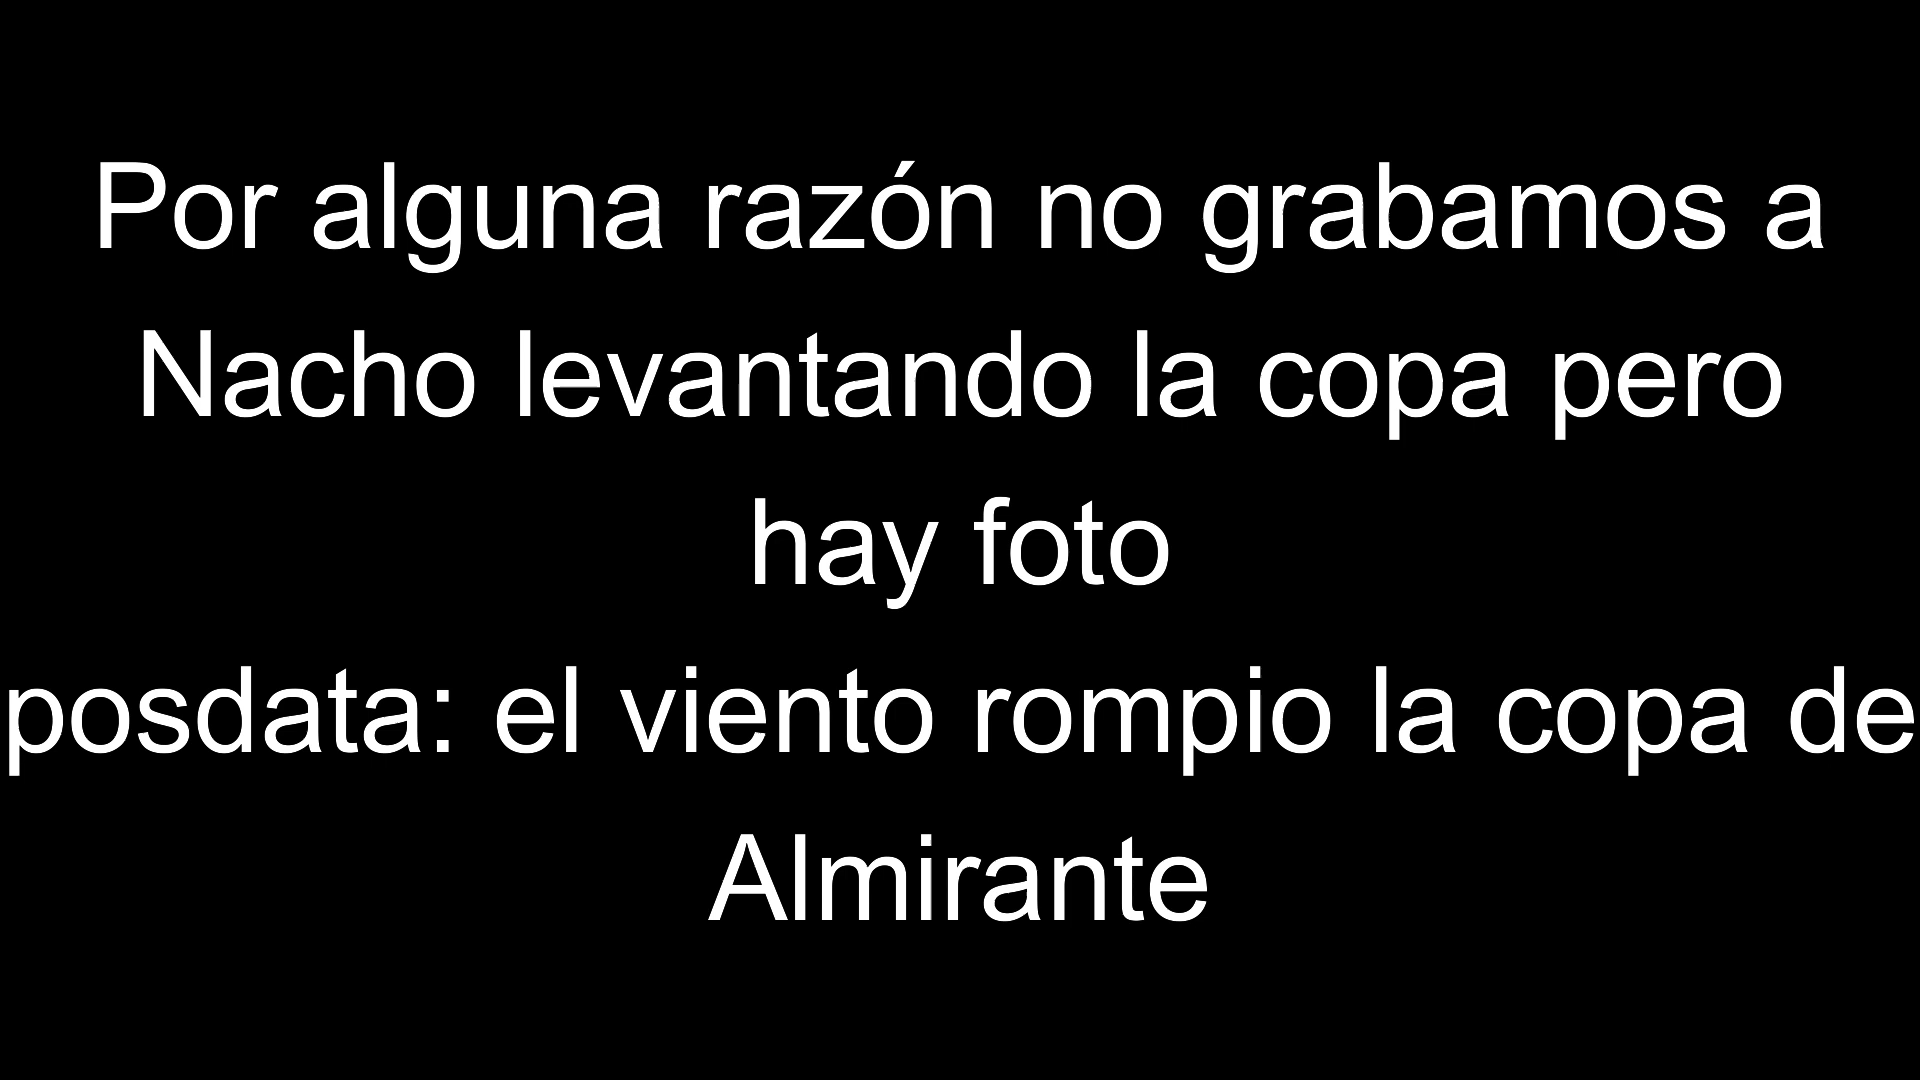 Por alguna razón no grabamos a
Nacho levantando la copa pero
hay foto
posdata: el viento rompio la copa de
Almirante